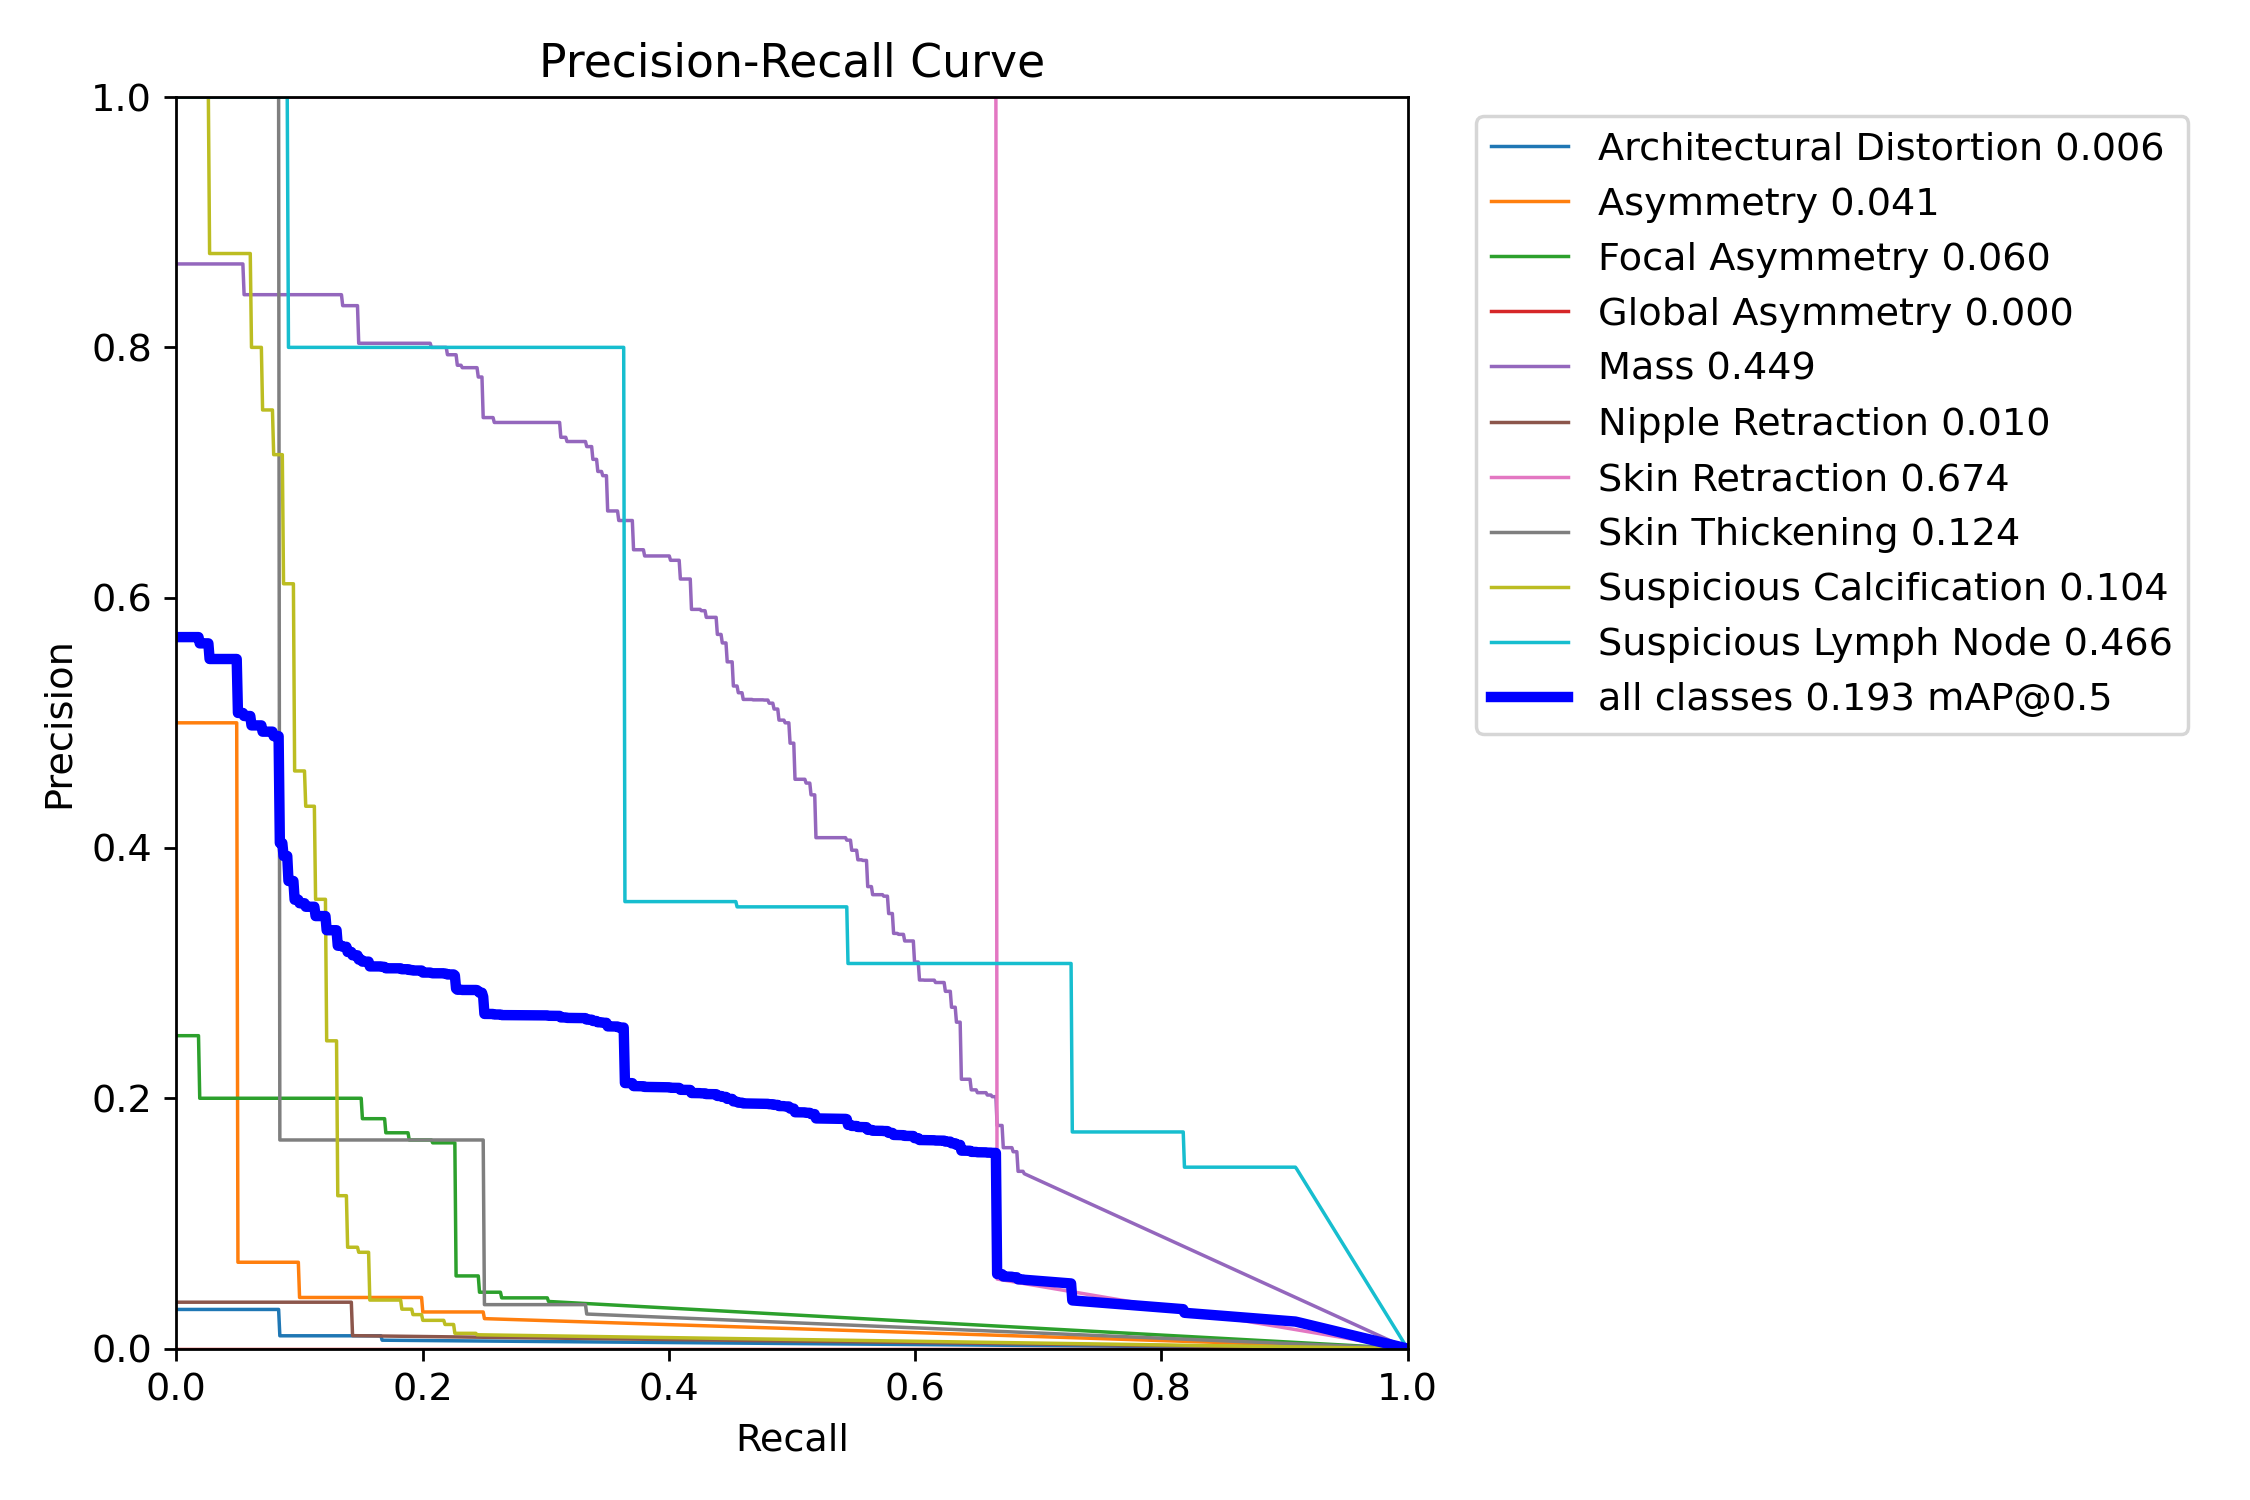 Precision-Recall Curve
1.0
0.8
0.6
0.4
0.2
0.0
Precision
0.0 0.2 0.4 0.6 0.8 1.0
Recall
Architectural Distortion 0.006
Asymmetry 0.041
Focal Asymmetry 0.060
Global Asymmetry 0.000
Mass 0.449
Nipple Retraction 0.010
Skin Retraction 0.674
Skin Thickening 0.124
Suspicious Calcification 0.104
Suspicious Lymph Node 0.466
all classes 0.193 mAP@0.5